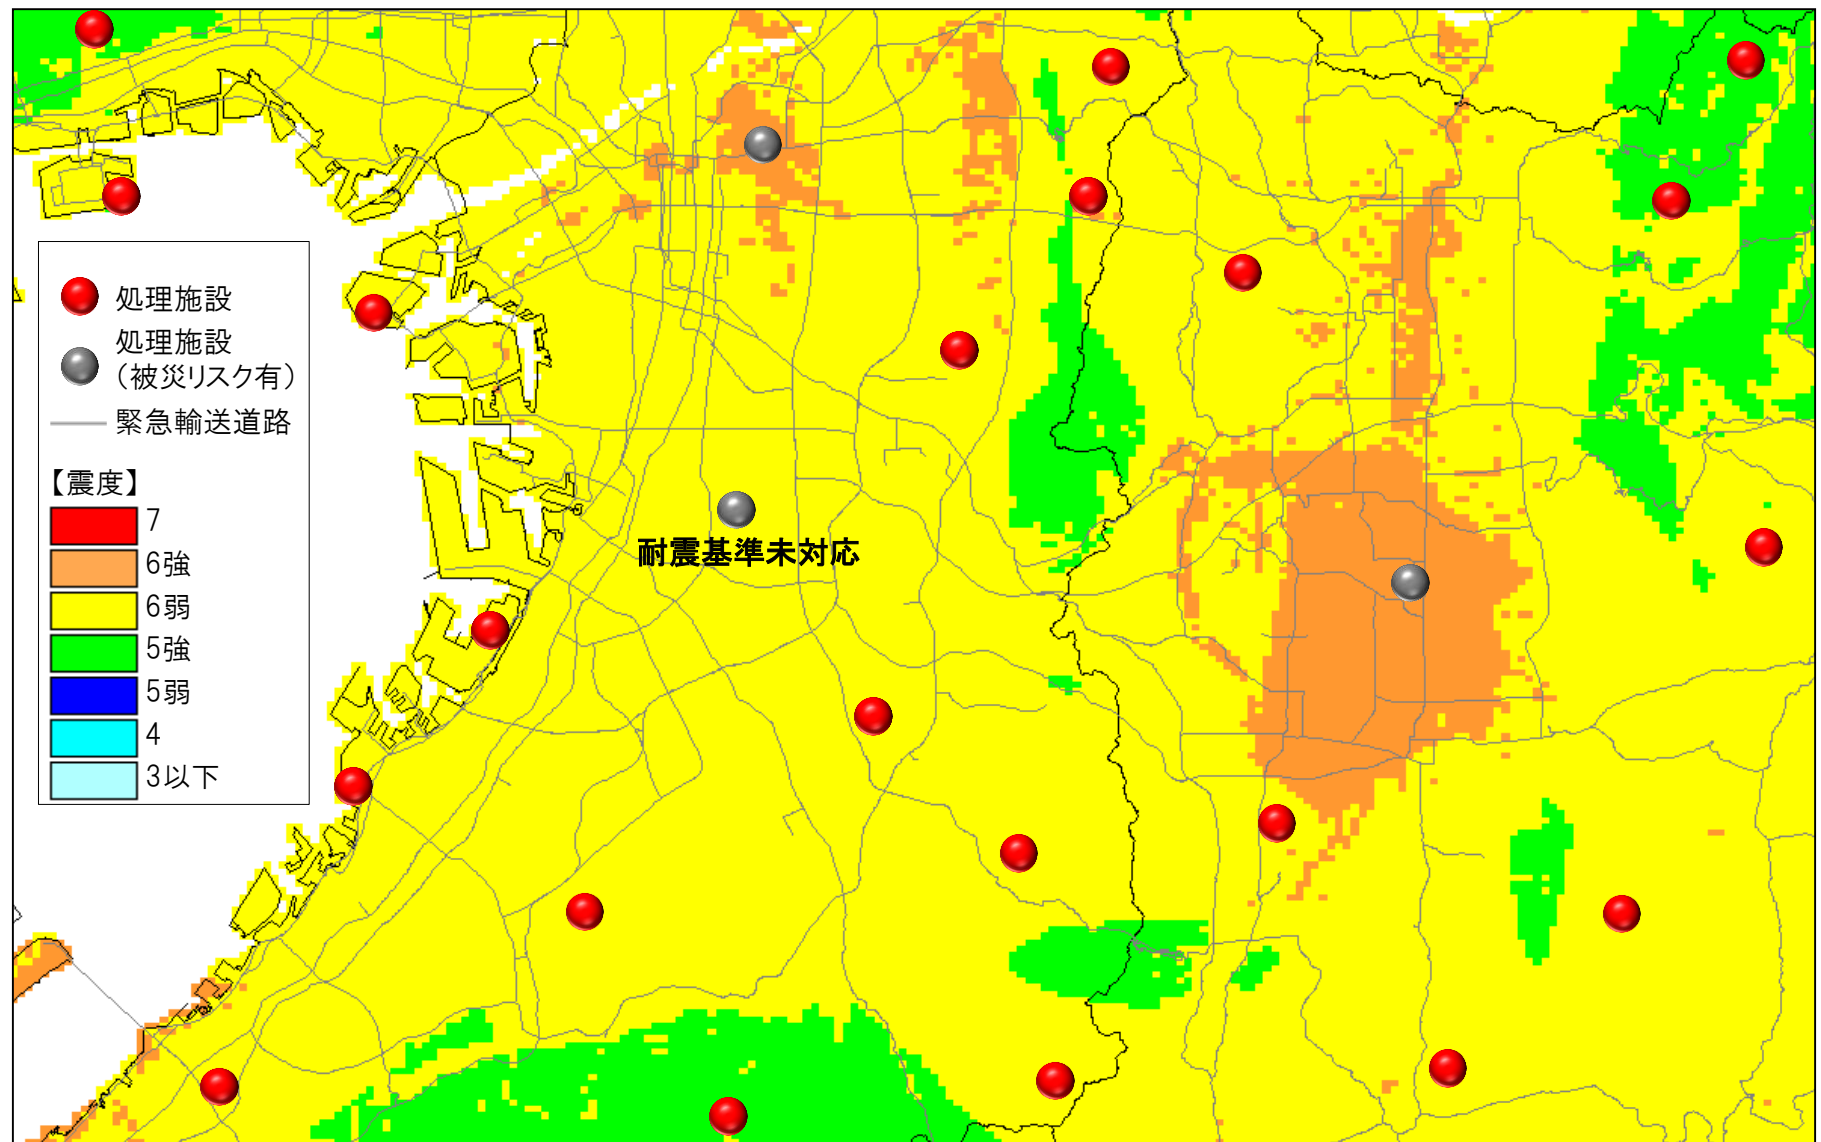 処理施設
処理施設
（被災リスク有）
緊急輸送道路
【震度】
7
6強
6弱
5強
5弱
4
3以下
耐震基準未対応